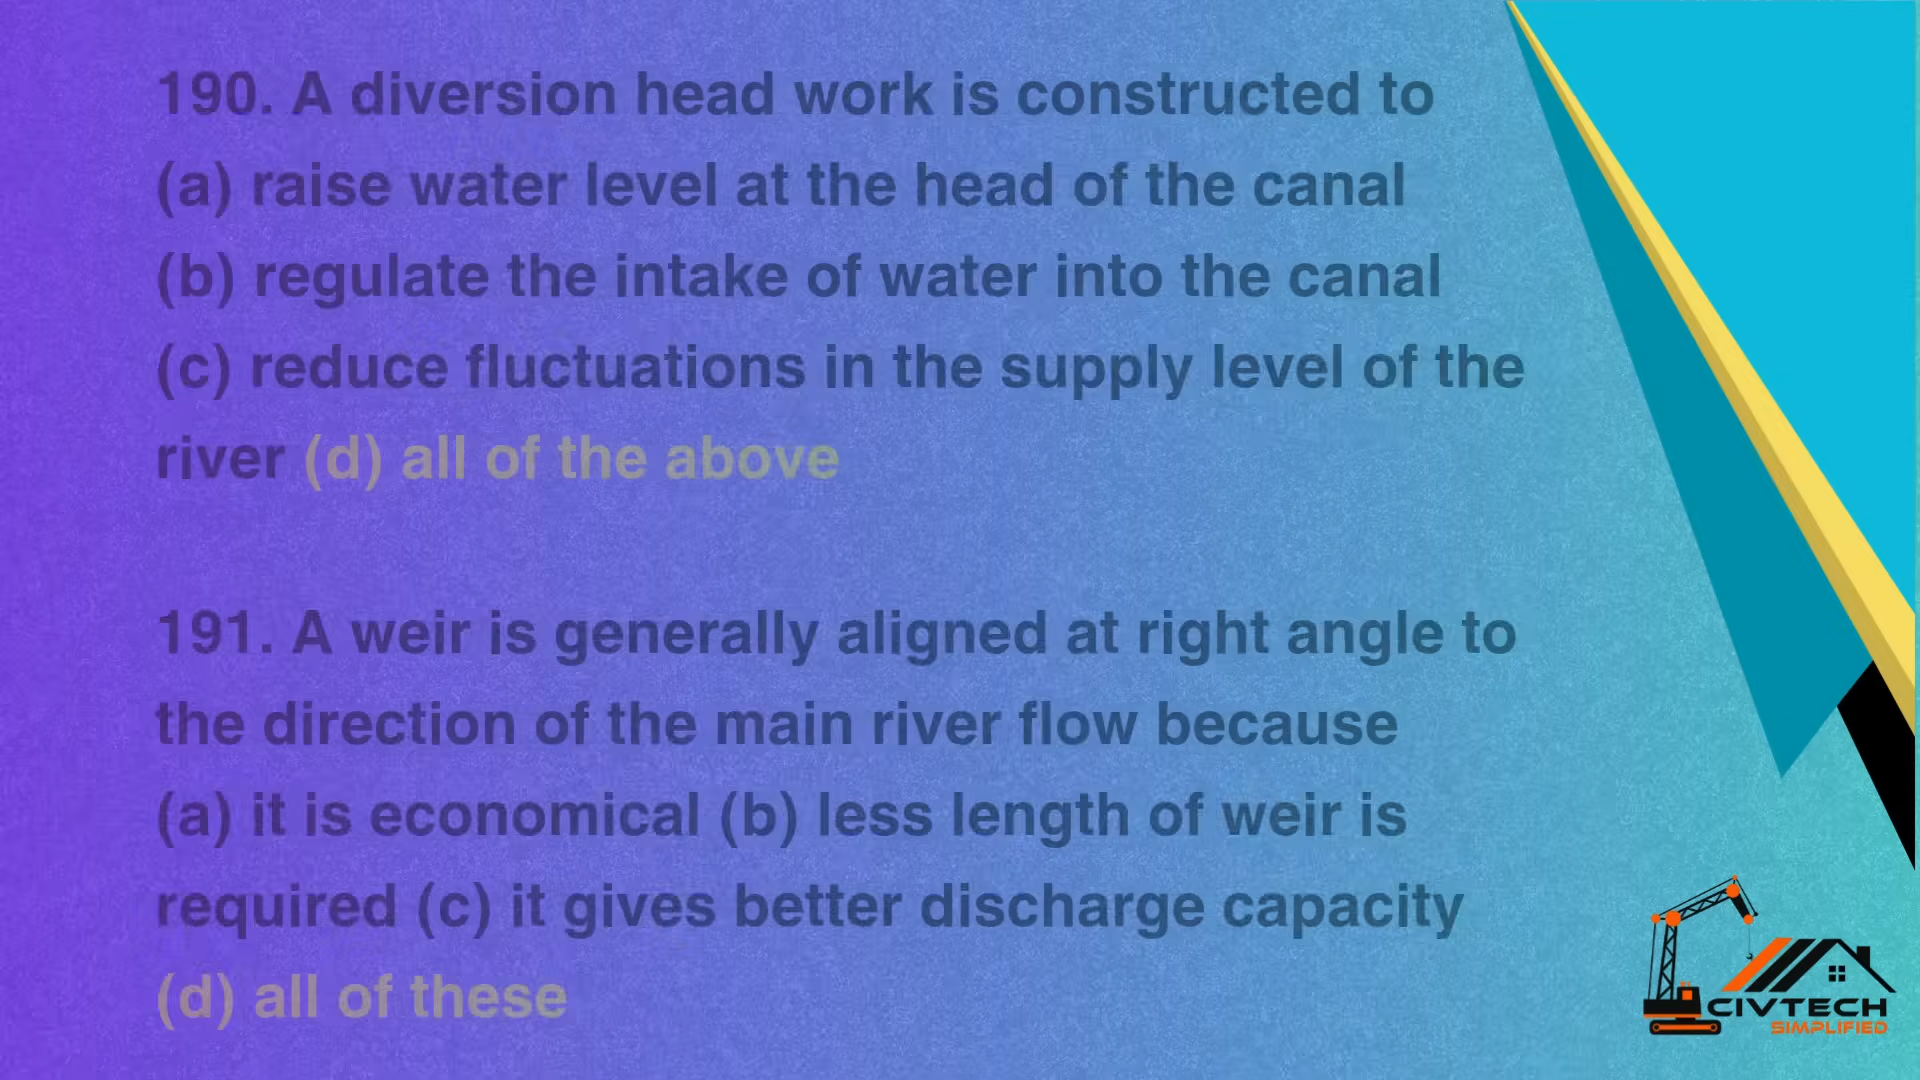 190. A diversion head work is constructed to
(a) raise water level at the head of the canal
(b) regulate the intake of water into the canal
(c) reduce fluctuations in the supply level of the
river (d) all of the above
191. A weir is generally aligned at right angle to
the direction of the main river flow because
(a) it is economical (b) less length of weir is
required (c) it gives better discharge capacity
(d) all of these
CIVTECH
SIMPLIFIED